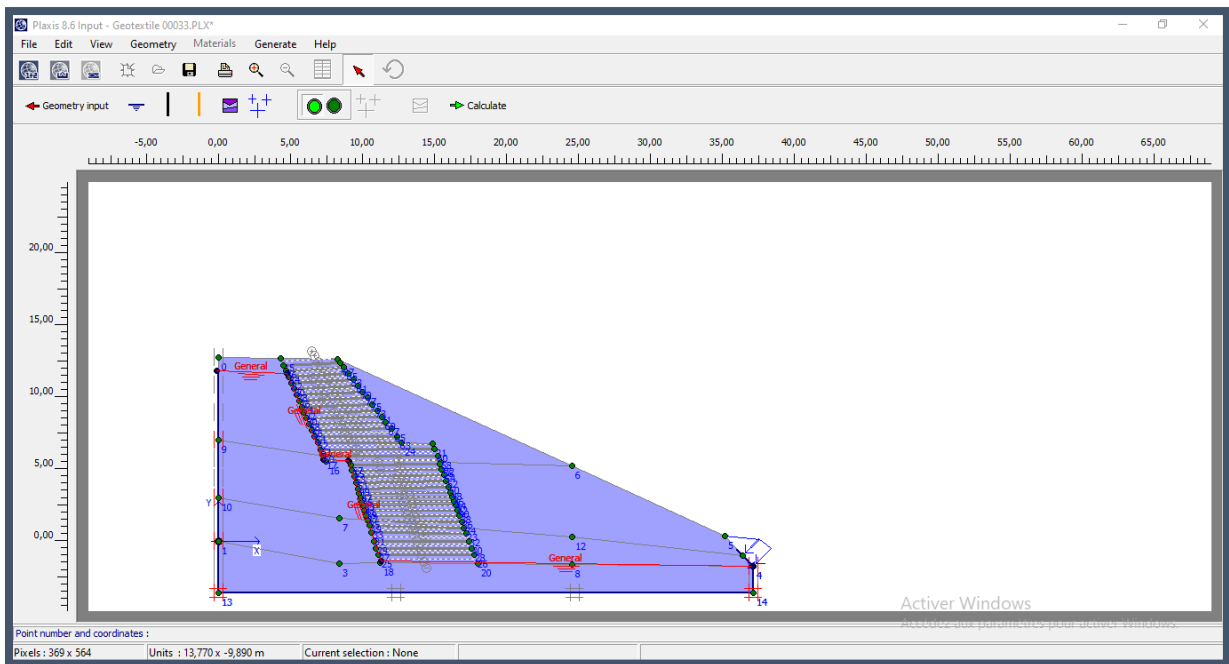 Plaxis 8.6 Input - Geotextile 00033.PLX*
File Edit View Geometry Materials Generate Help
Geometry input Calculate
-5,00 0,00 5,00 10,00 15,00 20,00 25,00 30,00 35,00 40,00 45,00 50,00 55,00 60,00 65,00
20,00
15,00
0 General
10,00
General
24
9 General
5,00
16 6
Y 10 General
7
0,00
12 5
1 X
General
3 18 20 8 4
13 14
Activer Windows
Accédez aux paramètres pour activer Windows.
Point number and coordinates :
Pixels : 369 x 564 Units : 13,770 x -9,890 m Current selection : None